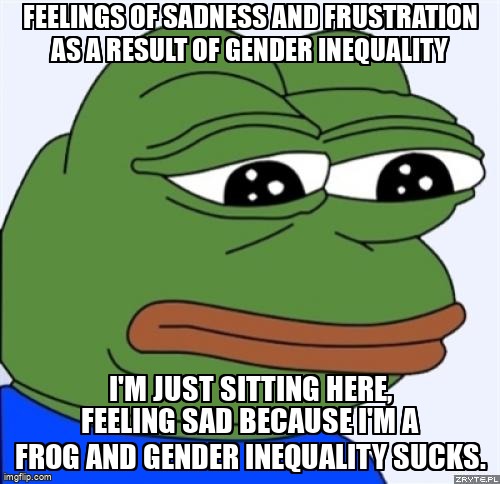 FEELINGS OF SADNESS AND FRUSTRATION
AS A RESULT OF GENDER INEQUALITY
I'M JUST SITTING HERE,
FEELING SAD BECAUSE I'M A
FROG AND GENDER INEQUALITY SUCKS.
imgflip.com
ZRYTE.PL